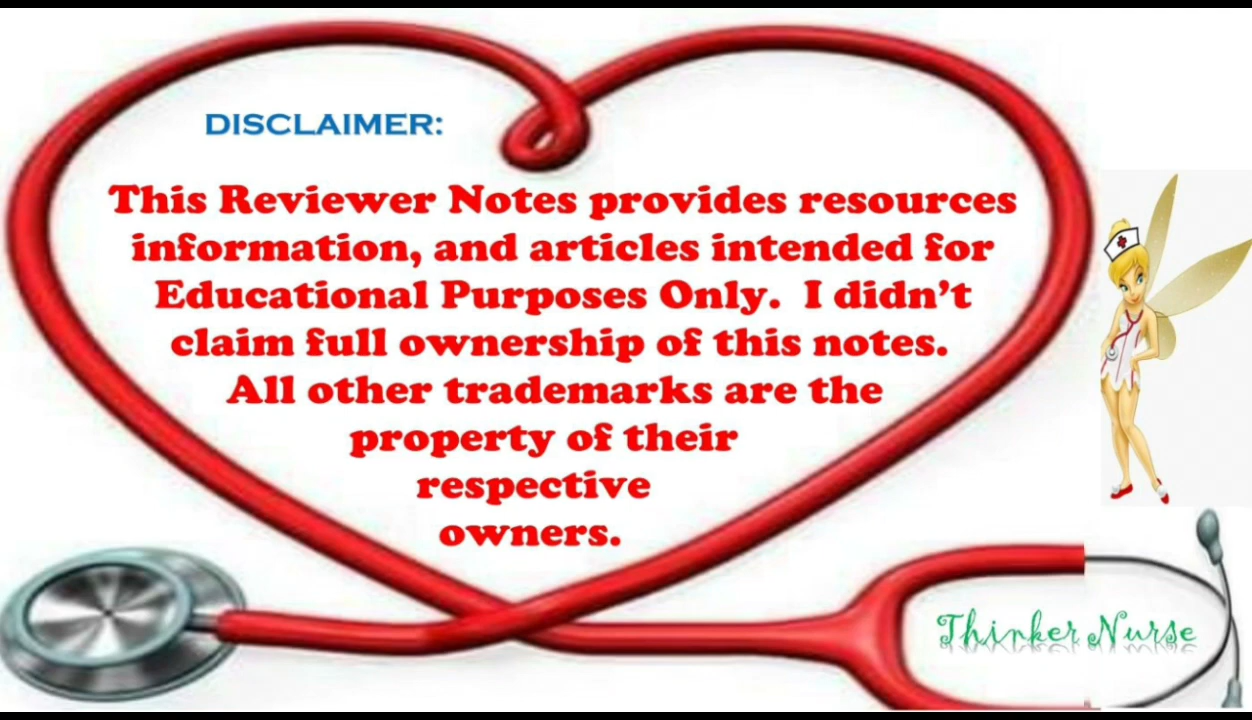 DISCLAIMER:
This Reviewer Notes provides resources
information, and articles intended for
Educational Purposes Only.  I didn’t
claim full ownership of this notes.
All other trademarks are the
property of their
respective
owners.
Thinker Nurse